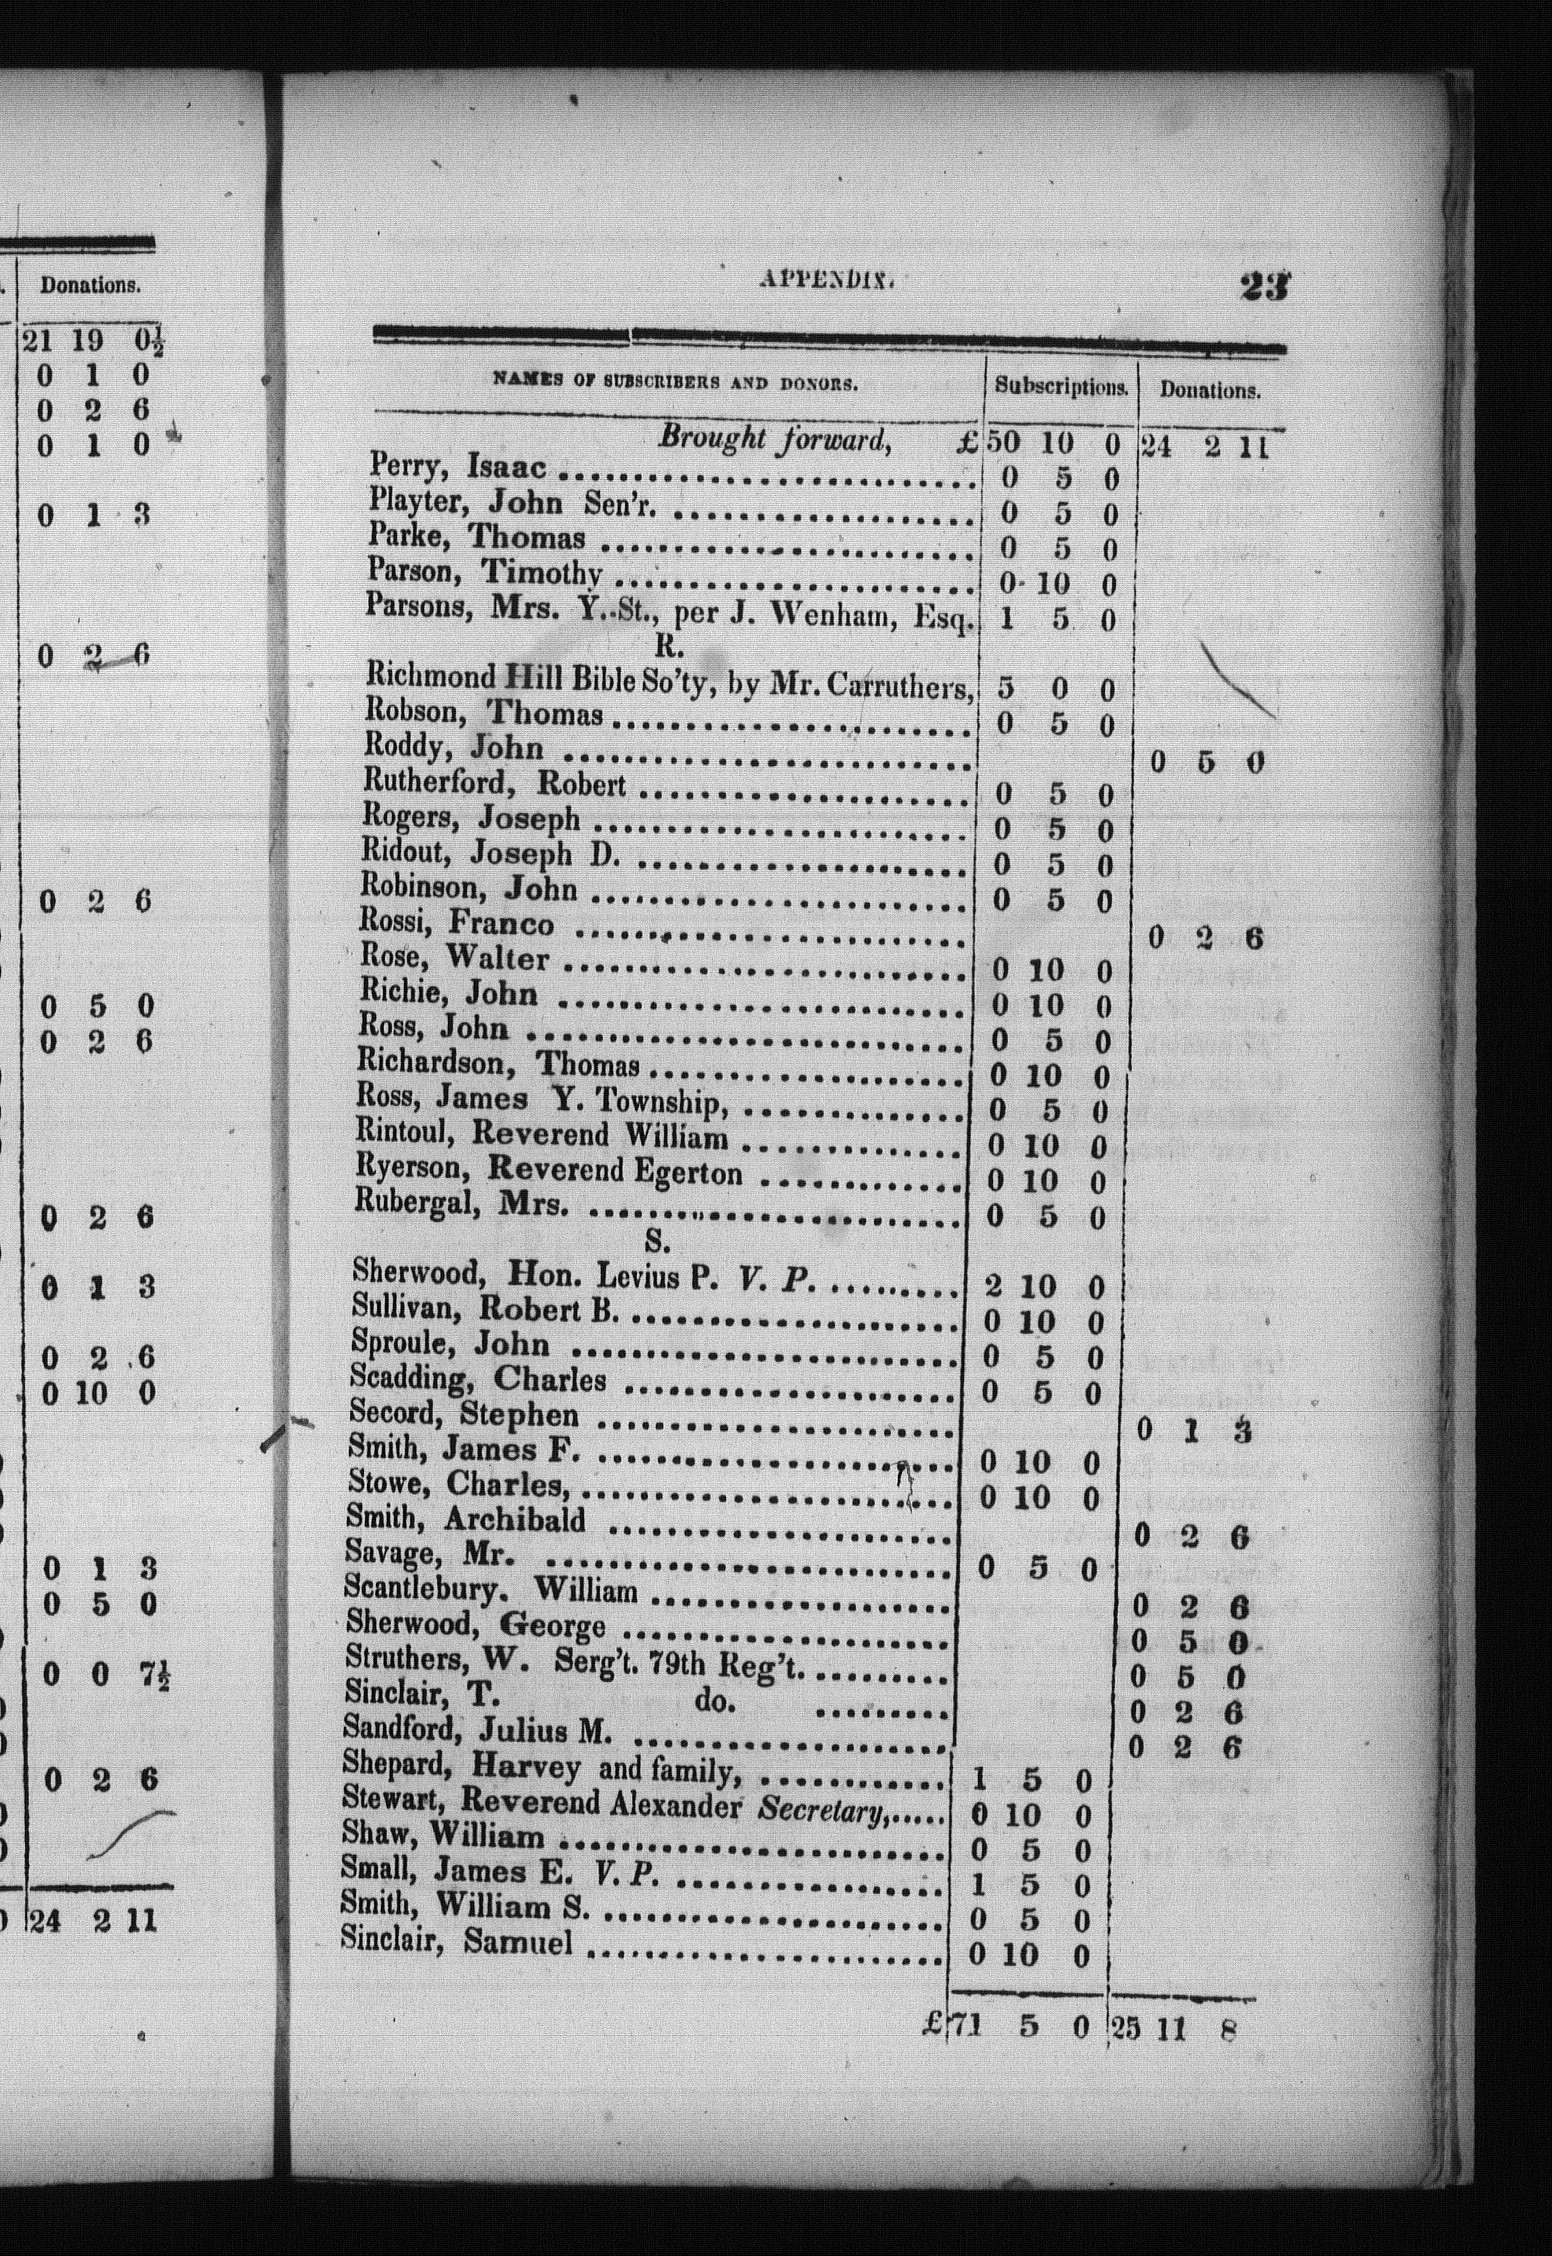 Donations.
21 19 0½
0 1 0
0 2 6
0 1 0
0 1 3
0 2 6
0 2 6
0 5 0
0 2 6
0 2 6
0 1 3
0 2 6
0 10 0
0 1 3
0 5 0
0 0 7½
0 2 6
24 2 11
APPENDIX. 23
NAMES OF SUBSCRIBERS AND DONORS. Subscriptions. Donations.
Brought forward, £ 50 10 0 24 2 11
Perry, Isaac ............................ 0 5 0
Playter, John Sen'r. .................... 0 5 0
Parke, Thomas .......................... 0 5 0
Parson, Timothy ........................ 0 10 0
Parsons, Mrs. Y. St., per J. Wenham, Esq. 1 5 0
R.
Richmond Hill Bible So'ty, by Mr. Carruthers, 5 0 0
Robson, Thomas ........................ 0 5 0
Roddy, John ............................ 0 5 0
Rutherford, Robert ...................... 0 5 0
Rogers, Joseph .......................... 0 5 0
Ridout, Joseph D. ....................... 0 5 0
Robinson, John .......................... 0 5 0
Rossi, Franco ........................... 0 2 6
Rose, Walter ............................ 0 10 0
Richie, John ............................ 0 10 0
Ross, John .............................. 0 5 0
Richardson, Thomas ..................... 0 10 0
Ross, James Y. Township, ............... 0 5 0
Rintoul, Reverend William .............. 0 10 0
Ryerson, Reverend Egerton ............. 0 10 0
Rubergal, Mrs. .......................... 0 5 0
S.
Sherwood, Hon. Levius P. V. P. ......... 2 10 0
Sullivan, Robert B. ...................... 0 10 0
Sproule, John ........................... 0 5 0
Scadding, Charles ....................... 0 5 0
Secord, Stephen ......................... 0 1 3
Smith, James F. ......................... 0 10 0
Stowe, Charles, .......................... 0 10 0
Smith, Archibald ........................ 0 2 6
Savage, Mr. ............................. 0 5 0
Scantlebury. William .................... 0 2 6
Sherwood, George ....................... 0 5 0
Struthers, W. Serg't. 79th Reg't. ......... 0 5 0
Sinclair, T. do. ......... 0 2 6
Sandford, Julius M. ..................... 0 2 6
Shepard, Harvey and family, ............ 1 5 0
Stewart, Reverend Alexander Secretary,..... 0 10 0
Shaw, William .......................... 0 5 0
Small, James E. V. P. ................... 1 5 0
Smith, William S. ....................... 0 5 0
Sinclair, Samuel ........................ 0 10 0
£ 71 5 0 25 11 8